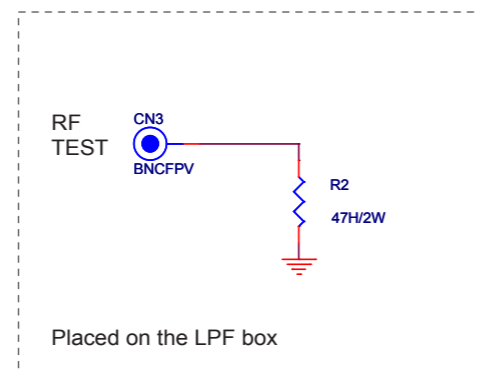 RF
TEST
CN3
BNCFPV
R2
47H/2W
Placed on the LPF box